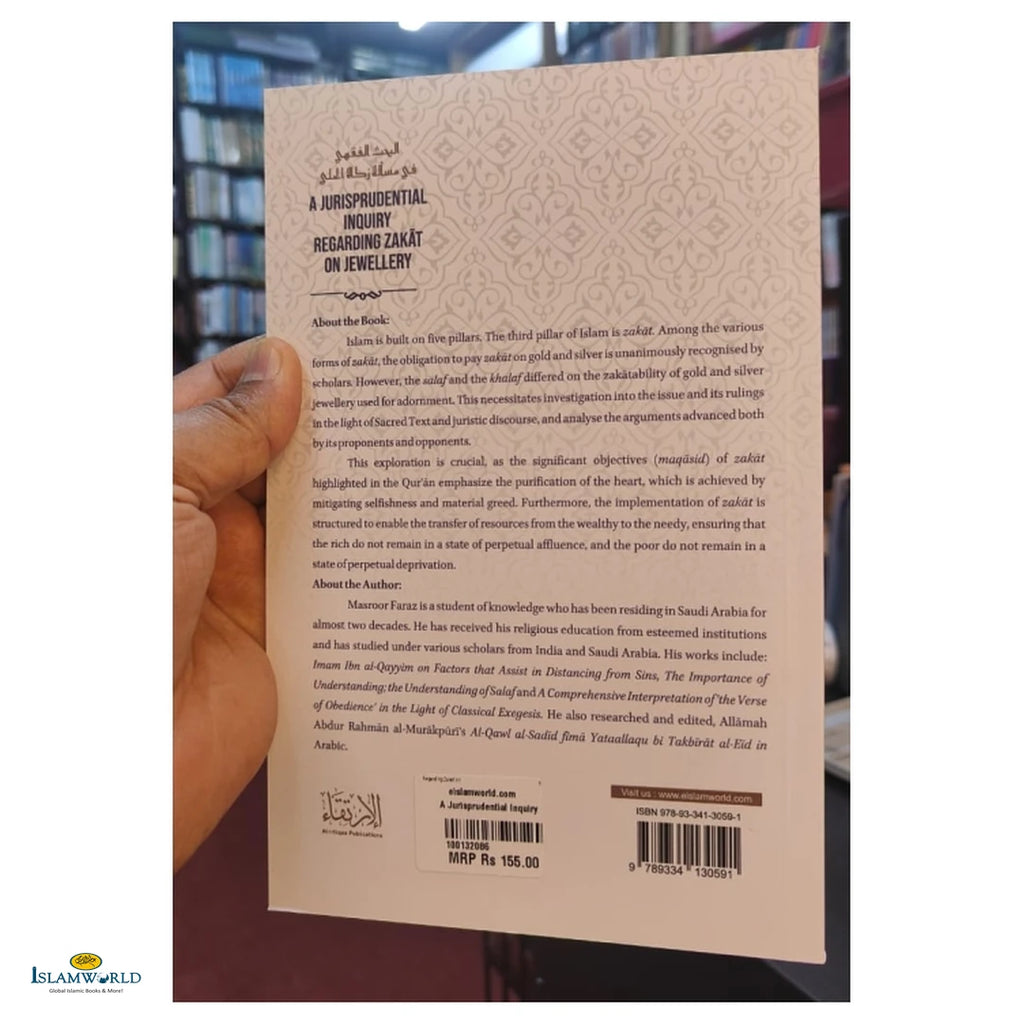 البحث الفقهي
في مسألة زكاة الحلي
A JURISPRUDENTIAL
INQUIRY
REGARDING ZAKĀT
ON JEWELLERY
About the Book:
Islam is built on five pillars. The third pillar of Islam is zakāt. Among the various
forms of zakāt, the obligation to pay zakāt on gold and silver is unanimously recognised by
scholars. However, the salaf and the khalaf differed on the zakātability of gold and silver
jewellery used for adornment. This necessitates investigation into the issue and its rulings
in the light of Sacred Text and juristic discourse, and analyse the arguments advanced both
by its proponents and opponents.
This exploration is crucial, as the significant objectives (maqāsid) of zakāt
highlighted in the Qur'ān emphasize the purification of the heart, which is achieved by
mitigating selfishness and material greed. Furthermore, the implementation of zakāt is
structured to enable the transfer of resources from the wealthy to the needy, ensuring that
the rich do not remain in a state of perpetual affluence, and the poor do not remain in a
state of perpetual deprivation.
About the Author:
Masroor Faraz is a student of knowledge who has been residing in Saudi Arabia for
almost two decades. He has received his religious education from esteemed institutions
and has studied under various scholars from India and Saudi Arabia. His works include:
Imam Ibn al-Qayyim on Factors that Assist in Distancing from Sins, The Importance of
Understanding; the Understanding of Salaf and A Comprehensive Interpretation of 'the Verse
of Obedience' in the Light of Classical Exegesis. He also researched and edited, Allāmah
Abdur Rahmān al-Murākpūrī's Al-Qawl al-Sadīd fīmā Yataallaqu bi Takbīrāt al-Eīd in
Arabic.
الإرتقاء
Al-Irtiqua Publications
eislamworld.com
A Jurisprudential Inquiry
100132086
MRP Rs 155.00
Visit us : www.eislamworld.com
ISBN 978-93-341-3059-1
9 789334 130591
ISLAMWORLD
Global Islamic Books & More!